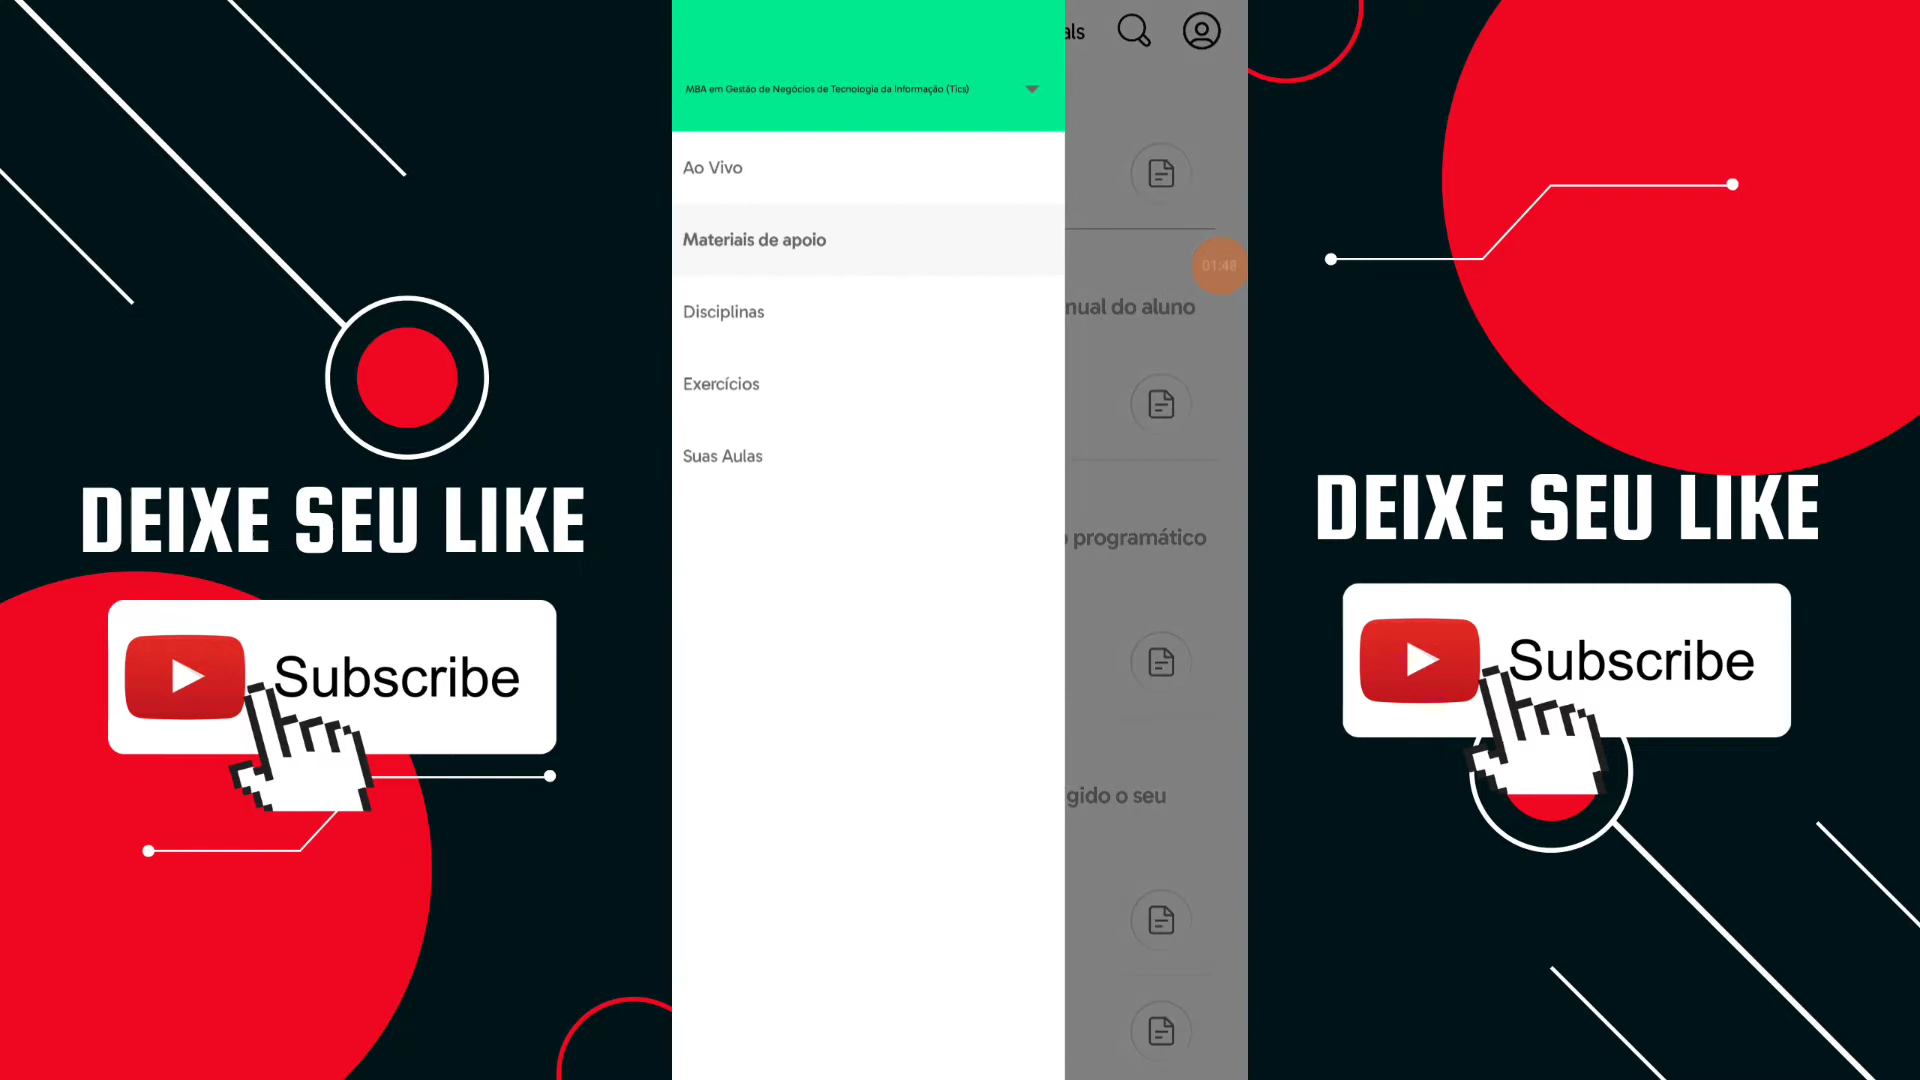 DEIXE SEU LIKE
Subscribe
MBA em Gestão de Negócios de Tecnologia da Informação (Tics)
Ao Vivo
Materiais de apoio
Disciplinas
Exercícios
Suas Aulas
als
01:48
nual do aluno
programático
gido o seu
DEIXE SEU LIKE
Subscribe